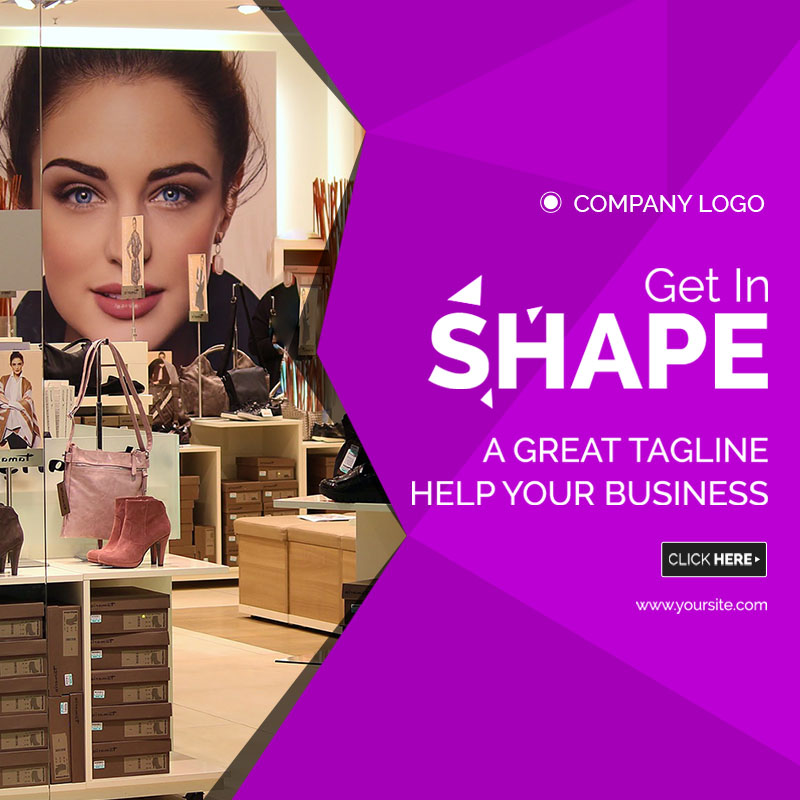 COMPANY LOGO
Get In
SHAPE
A GREAT TAGLINE
HELP YOUR BUSINESS
CLICK HERE
www.yoursite.com